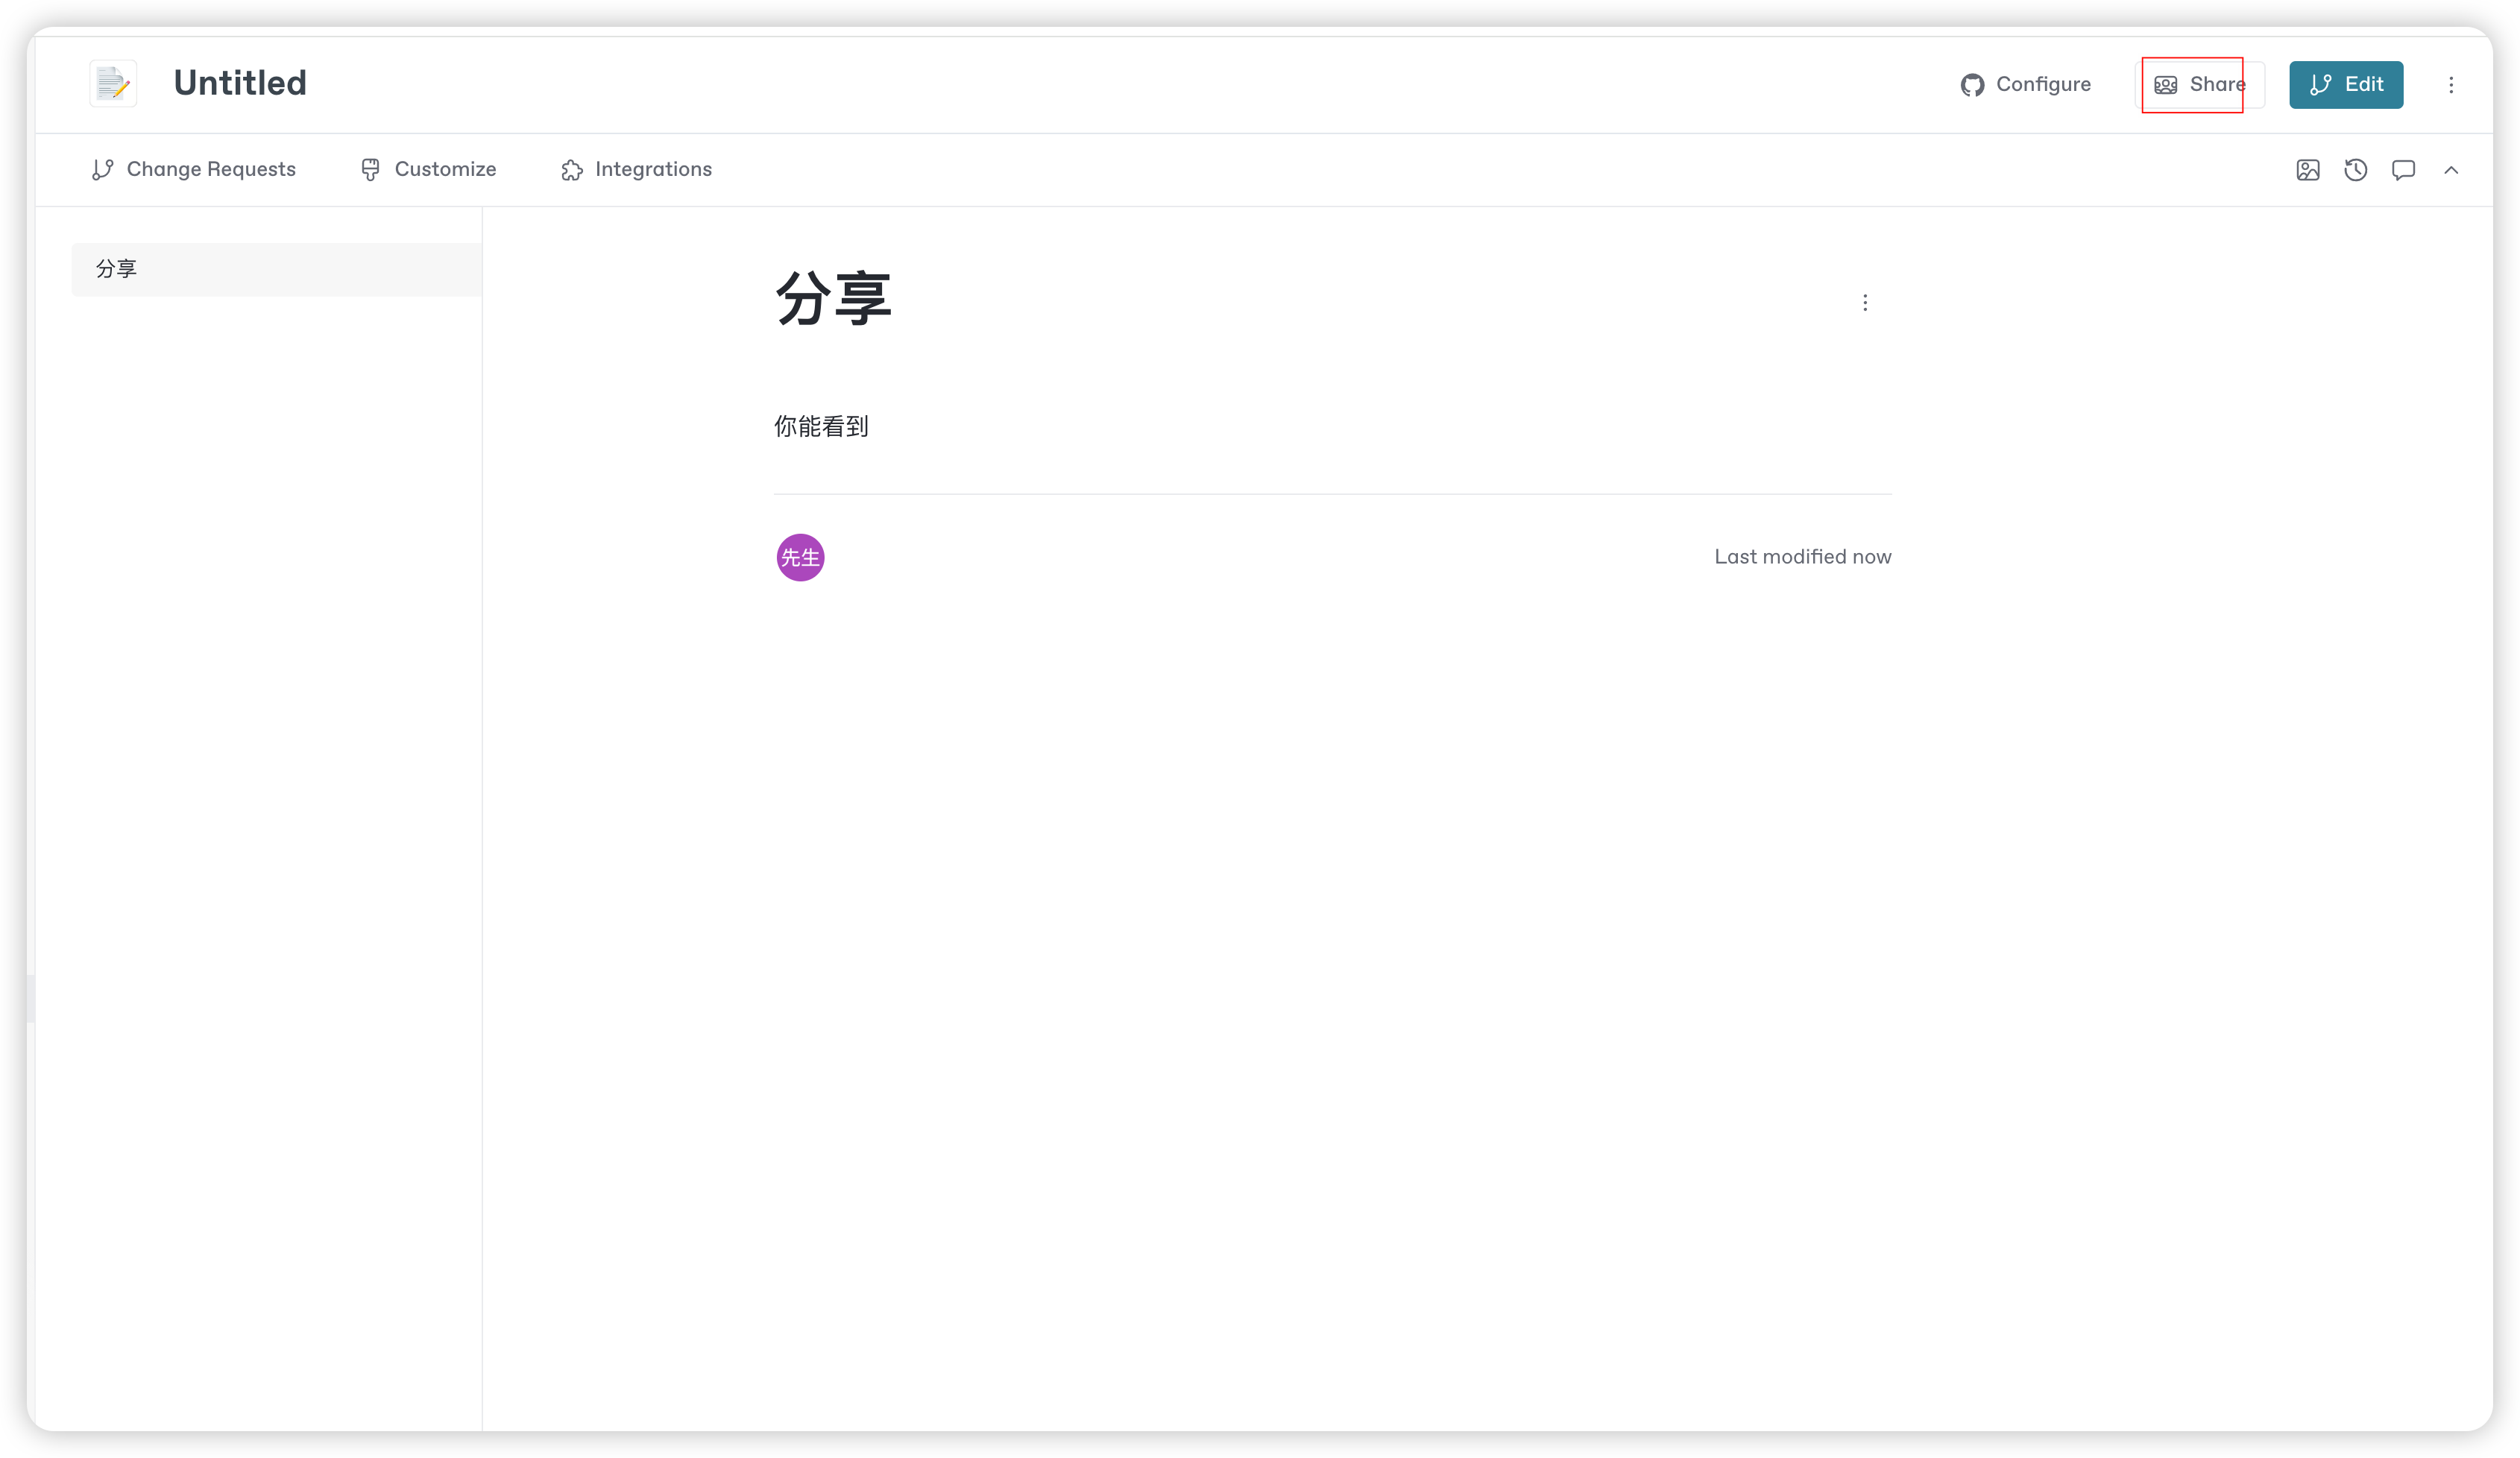 Untitled
Configure
Share
Edit
Change Requests
Customize
Integrations
分享
分享
你能看到
先生
Last modified now